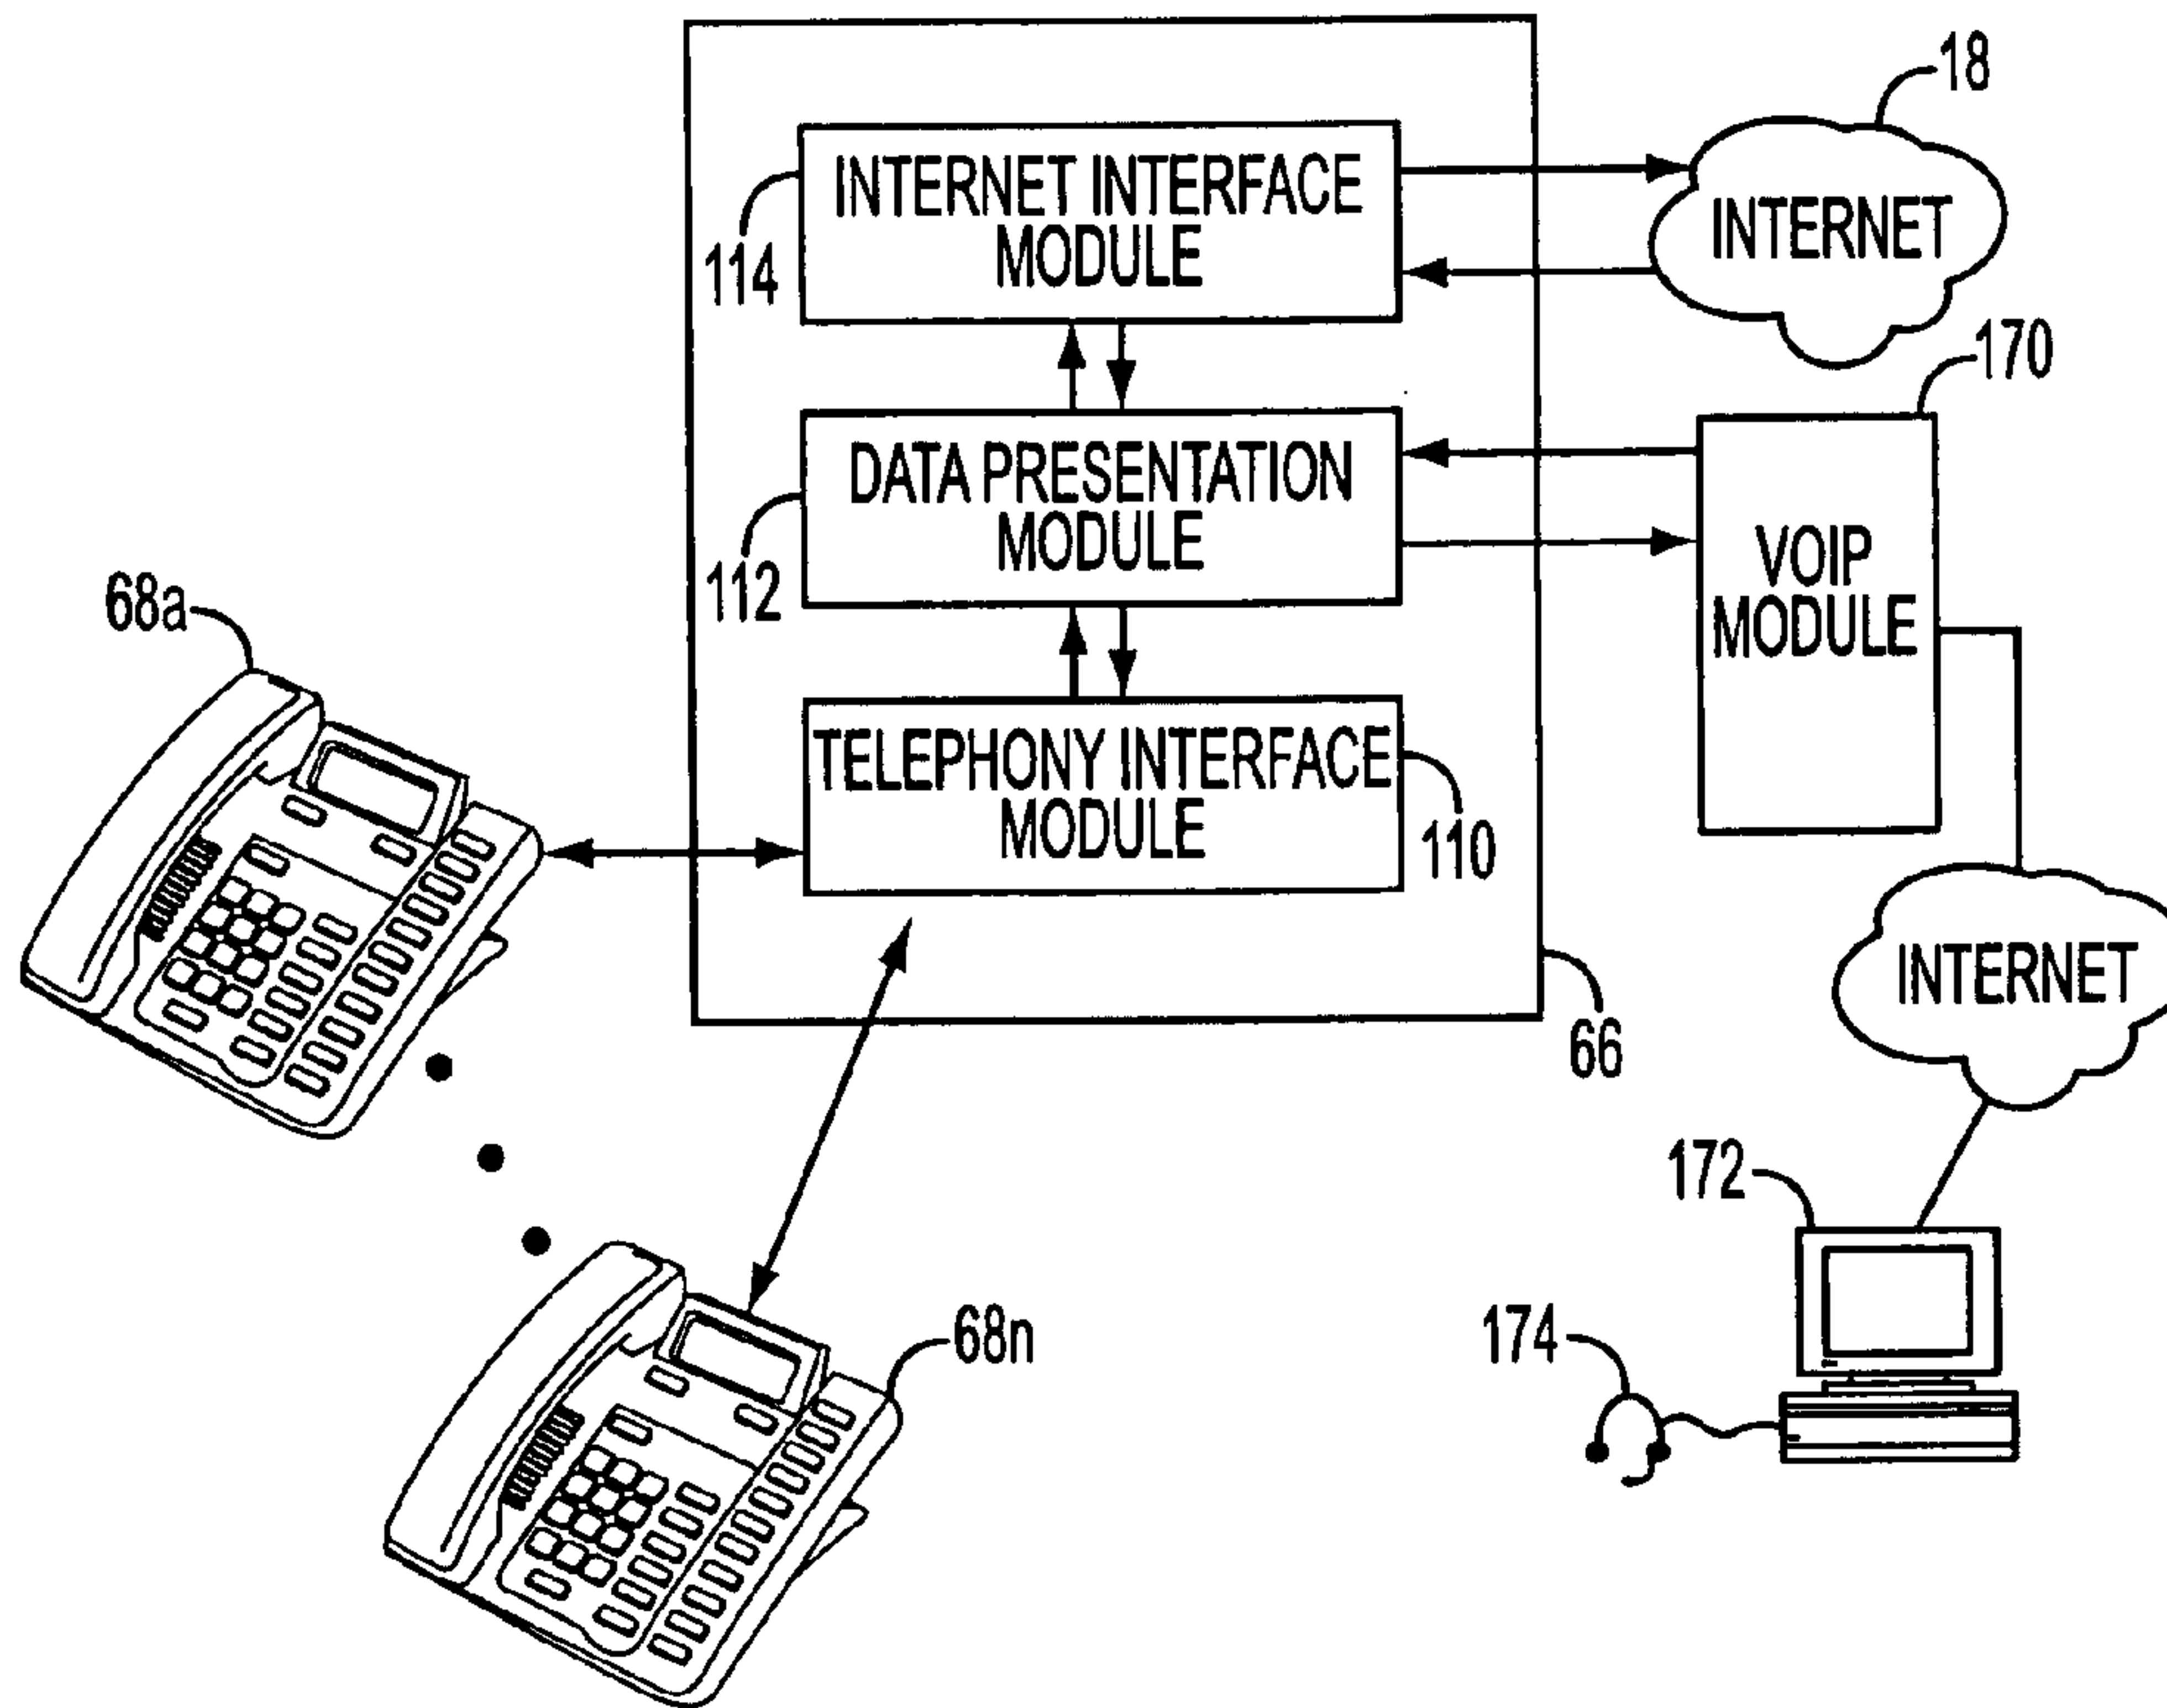 18
INTERNET INTERFACE
MODULE
114
INTERNET
170
DATA PRESENTATION
MODULE
112
VOIP
MODULE
68a
TELEPHONY INTERFACE
MODULE
110
INTERNET
66
172
174
68n